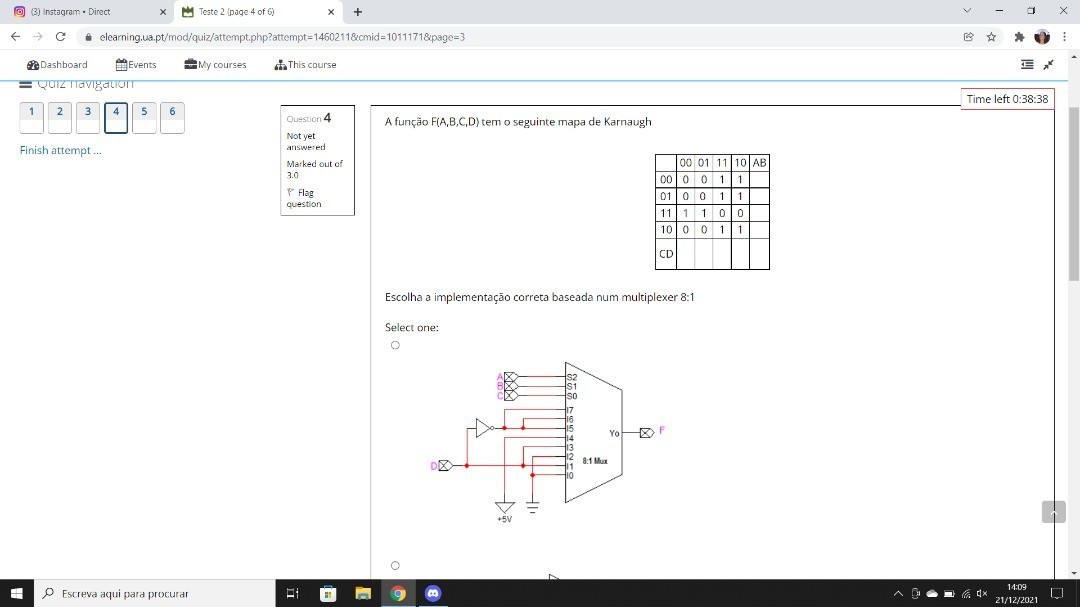 (3) Instagram • Direct
Teste 2 (page 4 of 6)
elearning.ua.pt/mod/quiz/attempt.php?attempt=1460211&cmid=1011171&page=3
Dashboard Events My courses This course
Quiz navigation
Time left 0:38:38
1 2 3 4 5 6
Finish attempt ...
Question 4
Not yet
answered
Marked out of
3.0
Flag
question
A função F(A,B,C,D) tem o seguinte mapa de Karnaugh
00 01 11 10 AB
00 0 0 1 1
01 0 0 1 1
11 1 1 0 0
10 0 0 1 1
CD
Escolha a implementação correta baseada num multiplexer 8:1
Select one:
A S2
B S1
C S0
I7
I6
I5
I4
I3
I2
I1
I0
Yo F
D
8:1 Mux
+5V
Escreva aqui para procurar
14:09
21/12/2021